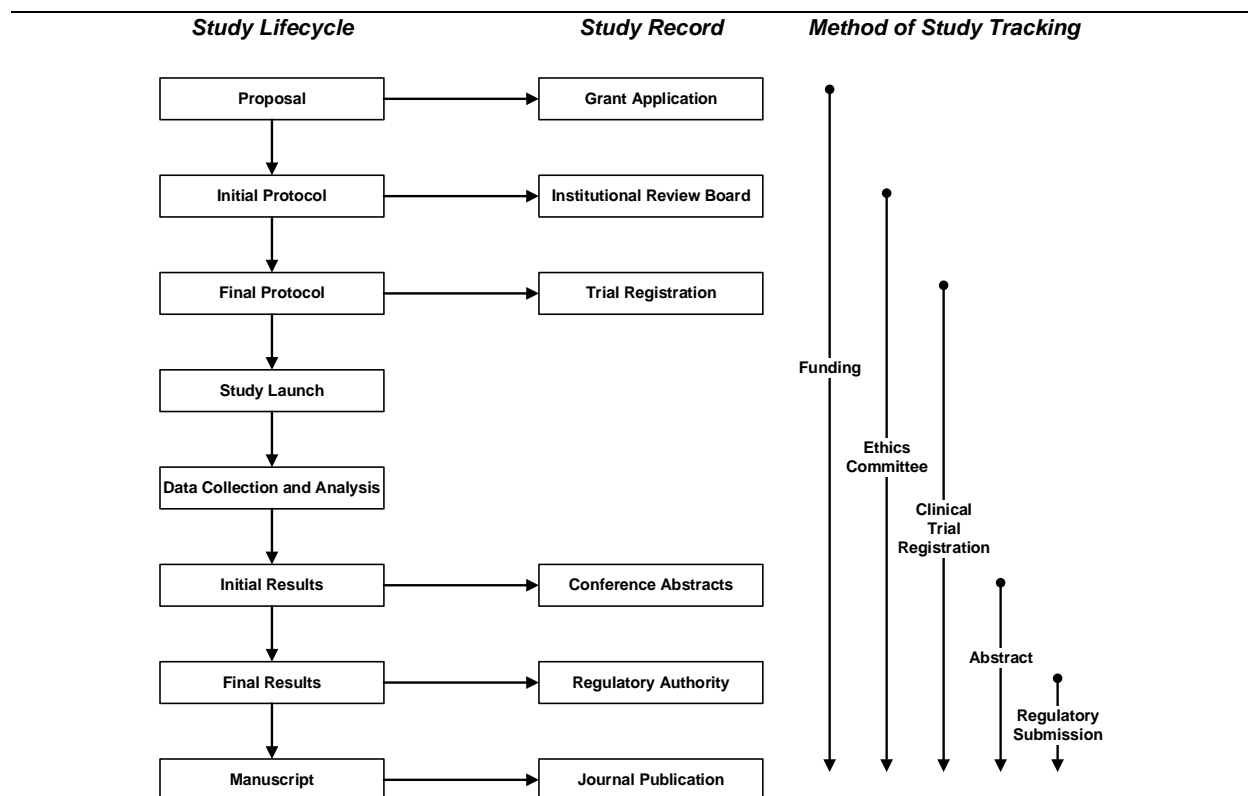 Study Lifecycle
Study Record
Method of Study Tracking
Proposal
Grant Application
Initial Protocol
Institutional Review Board
Final Protocol
Trial Registration
Funding
Study Launch
Ethics
Committee
Data Collection and Analysis
Clinical
Trial
Registration
Initial Results
Conference Abstracts
Abstract
Final Results
Regulatory Authority
Regulatory
Submission
Manuscript
Journal Publication